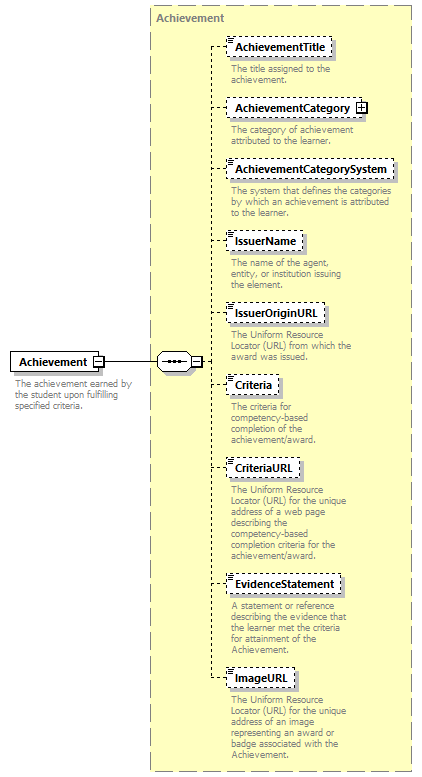 Achievement
AchievementTitle
The title assigned to the
achievement.
AchievementCategory
The category of achievement
attributed to the learner.
AchievementCategorySystem
The system that defines the categories
by which an achievement is attributed
to the learner.
IssuerName
The name of the agent,
entity, or institution issuing
the element.
IssuerOriginURL
The Uniform Resource
Locator (URL) from which the
award was issued.
Achievement
The achievement earned by
the student upon fulfilling
specified criteria.
Criteria
The criteria for
competency-based
completion of the
achievement/award.
CriteriaURL
The Uniform Resource
Locator (URL) for the unique
address of a web page
describing the
competency-based
completion criteria for the
achievement/award.
EvidenceStatement
A statement or reference
describing the evidence that
the learner met the criteria
for attainment of the
Achievement.
ImageURL
The Uniform Resource
Locator (URL) for the unique
address of an image
representing an award or
badge associated with the
Achievement.